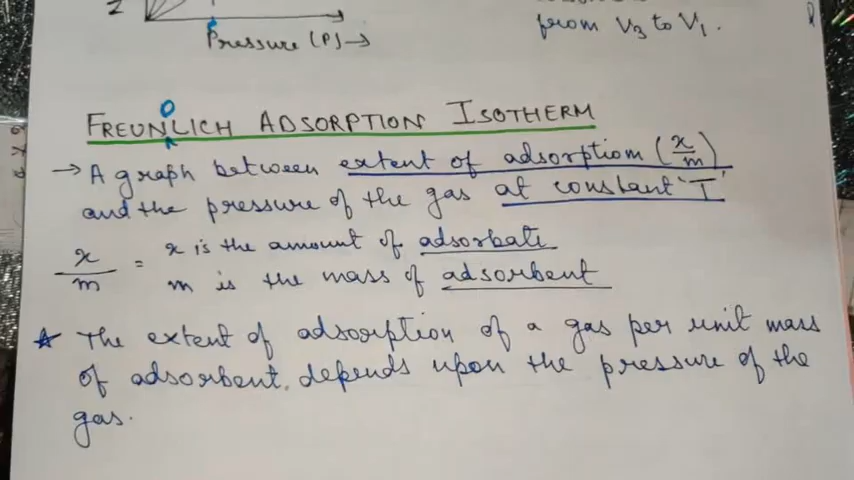 Pressure (P)→
from V3 to V1.
FREUNDLICH ADSORPTION ISOTHERM
→ A graph between extent of adsorption (x/m)
and the pressure of the gas at constant 'T'
x/m = x is the amount of adsorbate
m is the mass of adsorbent
* The extent of adsorption of a gas per unit mass
of adsorbent depends upon the pressure of the
gas.